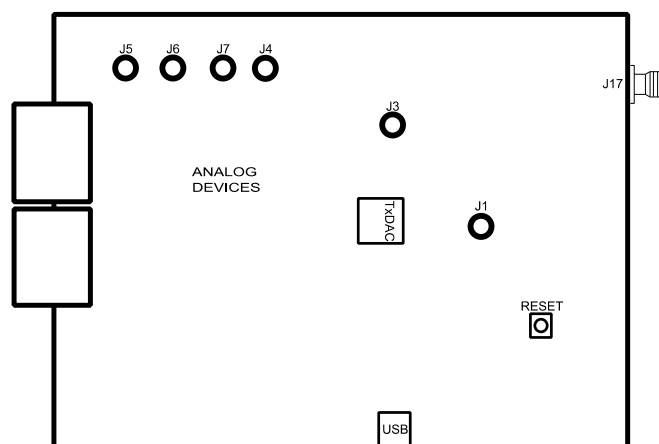 J5
J6
J7
J4
J17
J3
ANALOG
DEVICES
TxDAC
J1
RESET
USB